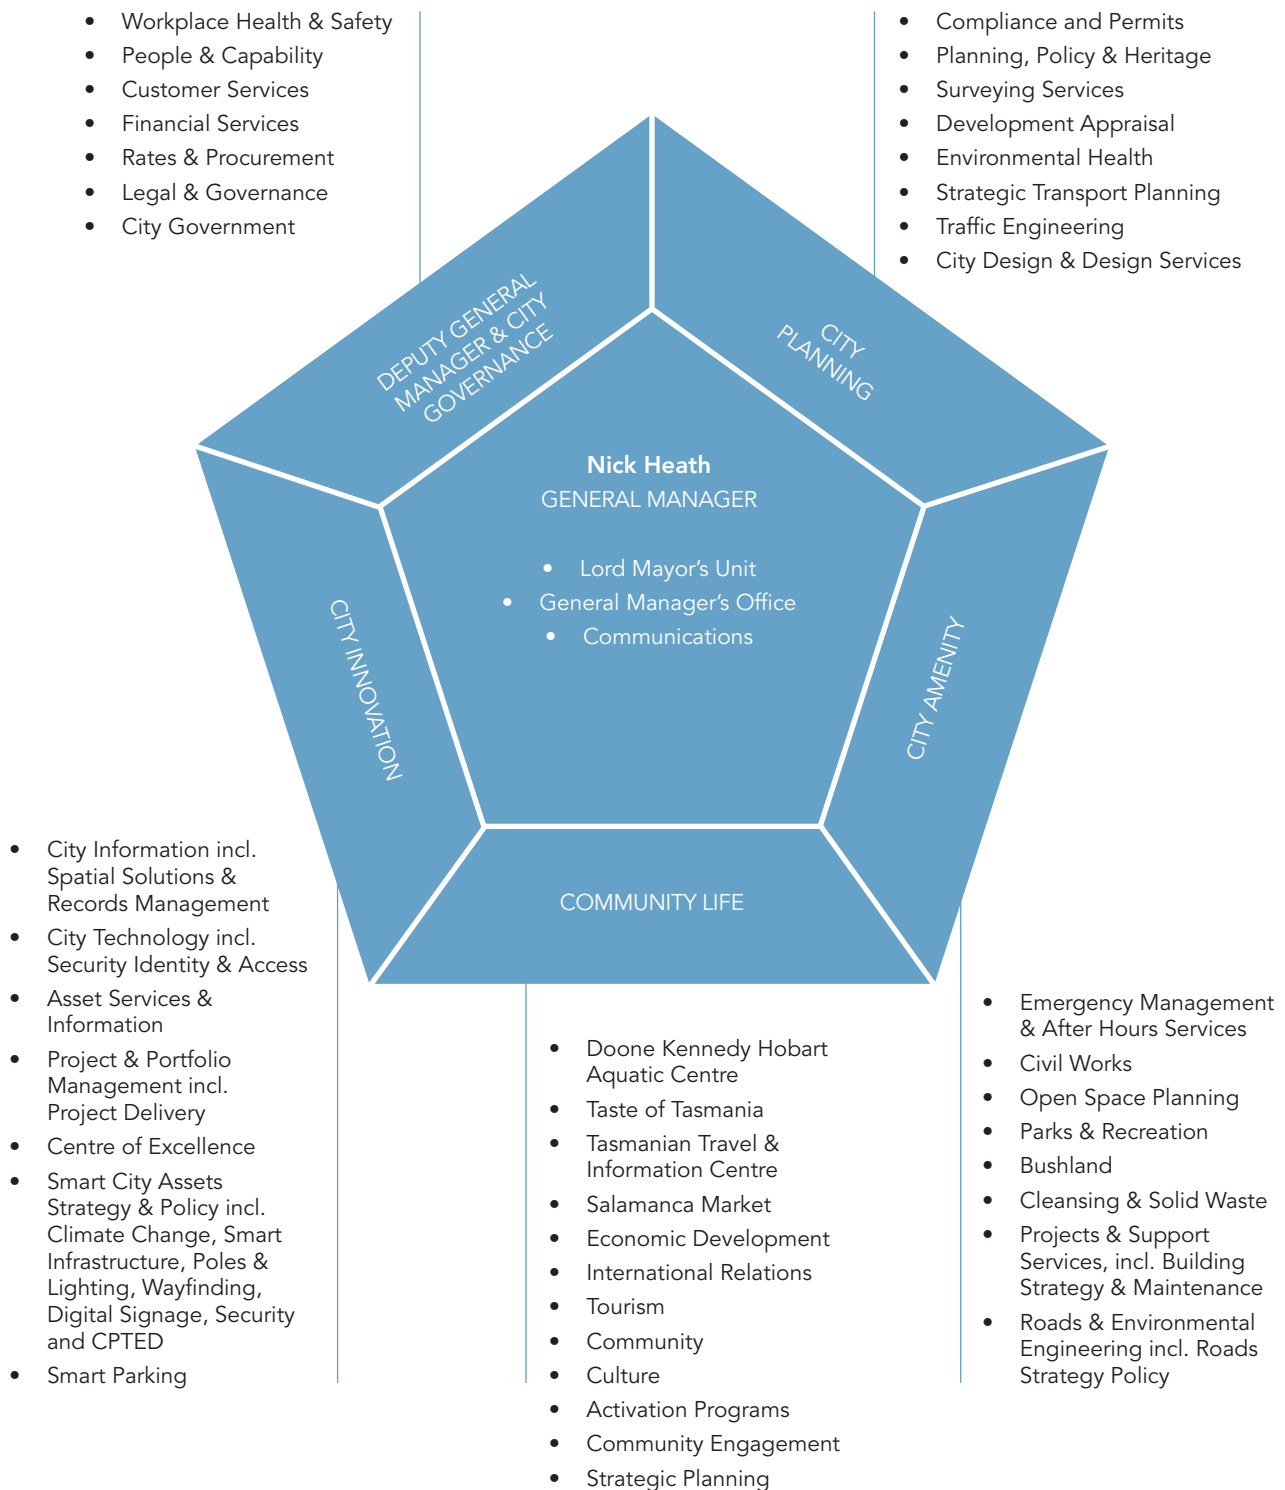 • Workplace Health & Safety
• People & Capability
• Customer Services
• Financial Services
• Rates & Procurement
• Legal & Governance
• City Government
• Compliance and Permits
• Planning, Policy & Heritage
• Surveying Services
• Development Appraisal
• Environmental Health
• Strategic Transport Planning
• Traffic Engineering
• City Design & Design Services
DEPUTY GENERAL
MANAGER & CITY
GOVERNANCE
CITY
PLANNING
Nick Heath
GENERAL MANAGER
• Lord Mayor’s Unit
• General Manager’s Office
• Communications
CITY INNOVATION
CITY AMENITY
COMMUNITY LIFE
• City Information incl.
Spatial Solutions &
Records Management
• City Technology incl.
Security Identity & Access
• Asset Services &
Information
• Project & Portfolio
Management incl.
Project Delivery
• Centre of Excellence
• Smart City Assets
Strategy & Policy incl.
Climate Change, Smart
Infrastructure, Poles &
Lighting, Wayfinding,
Digital Signage, Security
and CPTED
• Smart Parking
• Doone Kennedy Hobart
Aquatic Centre
• Taste of Tasmania
• Tasmanian Travel &
Information Centre
• Salamanca Market
• Economic Development
• International Relations
• Tourism
• Community
• Culture
• Activation Programs
• Community Engagement
• Strategic Planning
• Emergency Management
& After Hours Services
• Civil Works
• Open Space Planning
• Parks & Recreation
• Bushland
• Cleansing & Solid Waste
• Projects & Support
Services, incl. Building
Strategy & Maintenance
• Roads & Environmental
Engineering incl. Roads
Strategy Policy